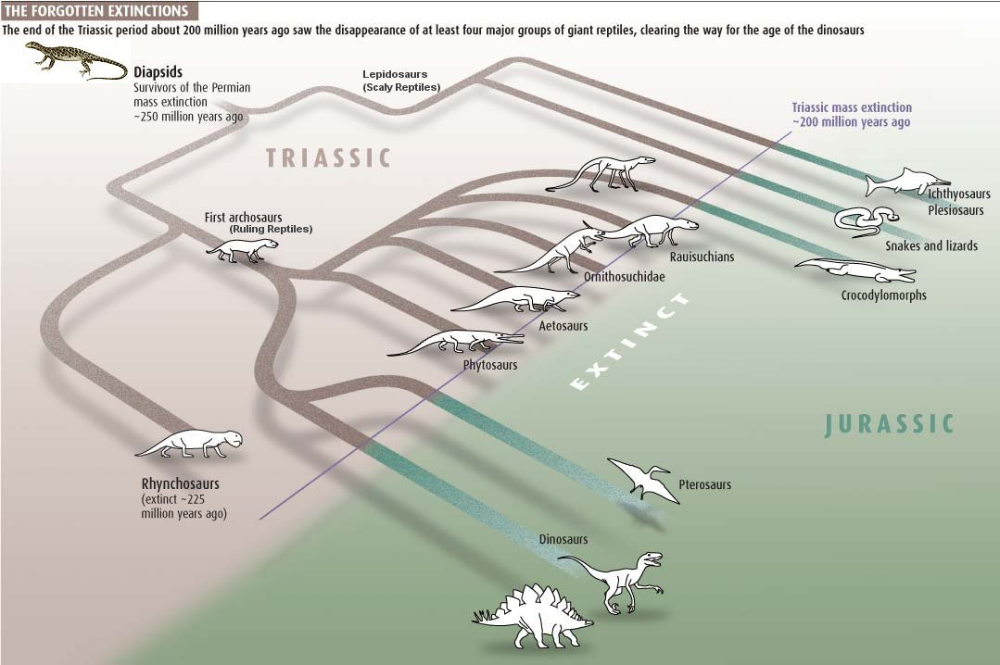 THE FORGOTTEN EXTINCTIONS
The end of the Triassic period about 200 million years ago saw the disappearance of at least four major groups of giant reptiles, clearing the way for the age of the dinosaurs
Diapsids
Survivors of the Permian
mass extinction
~250 million years ago
Lepidosaurs
(Scaly Reptiles)
Triassic mass extinction
~200 million years ago
TRIASSIC
Ichthyosaurs
Plesiosaurs
First archosaurs
(Ruling Reptiles)
Snakes and lizards
Rauisuchians
Ornithosuchidae
Crocodylomorphs
Aetosaurs
EXTINCT
Phytosaurs
JURASSIC
Rhynchosaurs
(extinct ~225
million years ago)
Pterosaurs
Dinosaurs